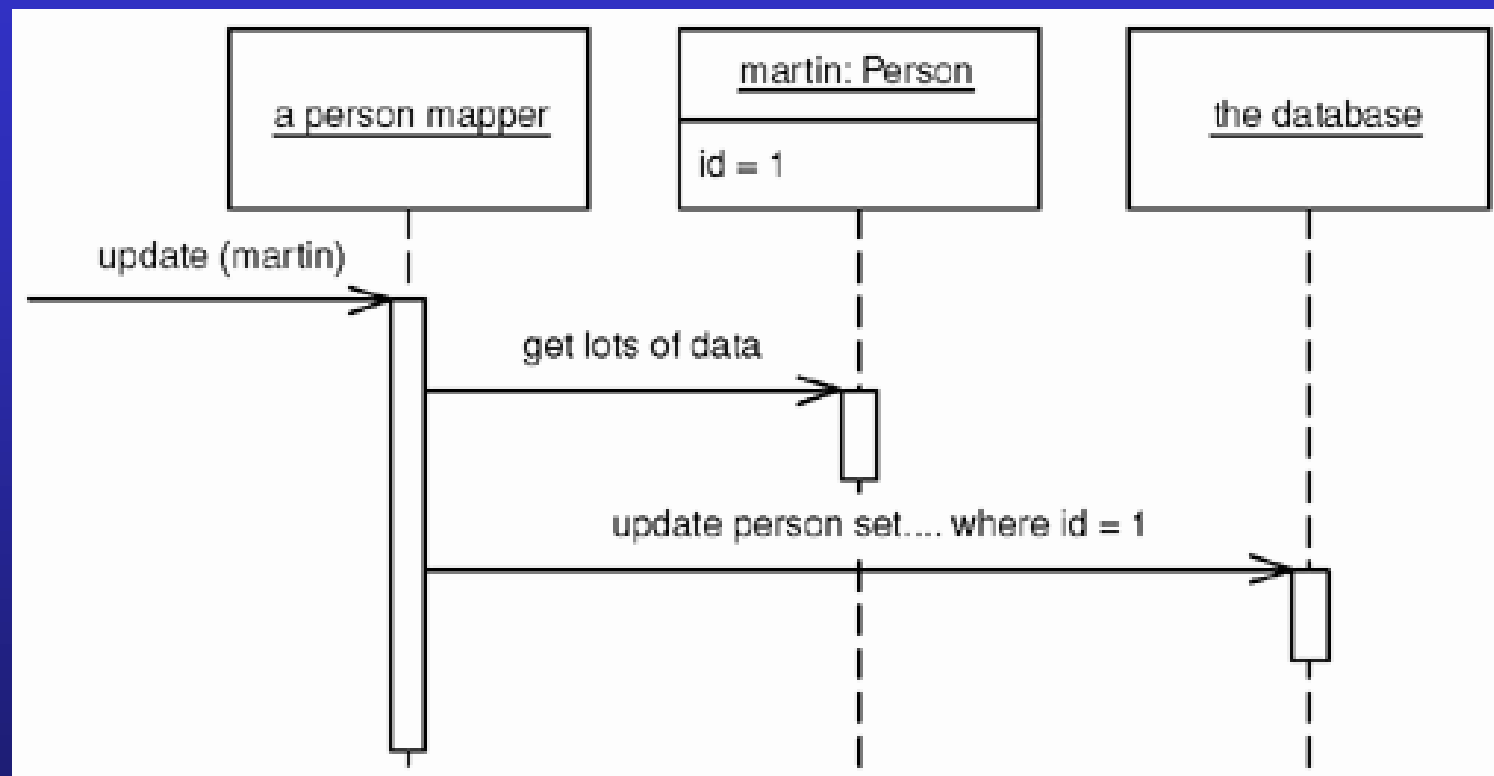 a person mapper
martin: Person
id = 1
the database
update (martin)
get lots of data
update person set.... where id = 1